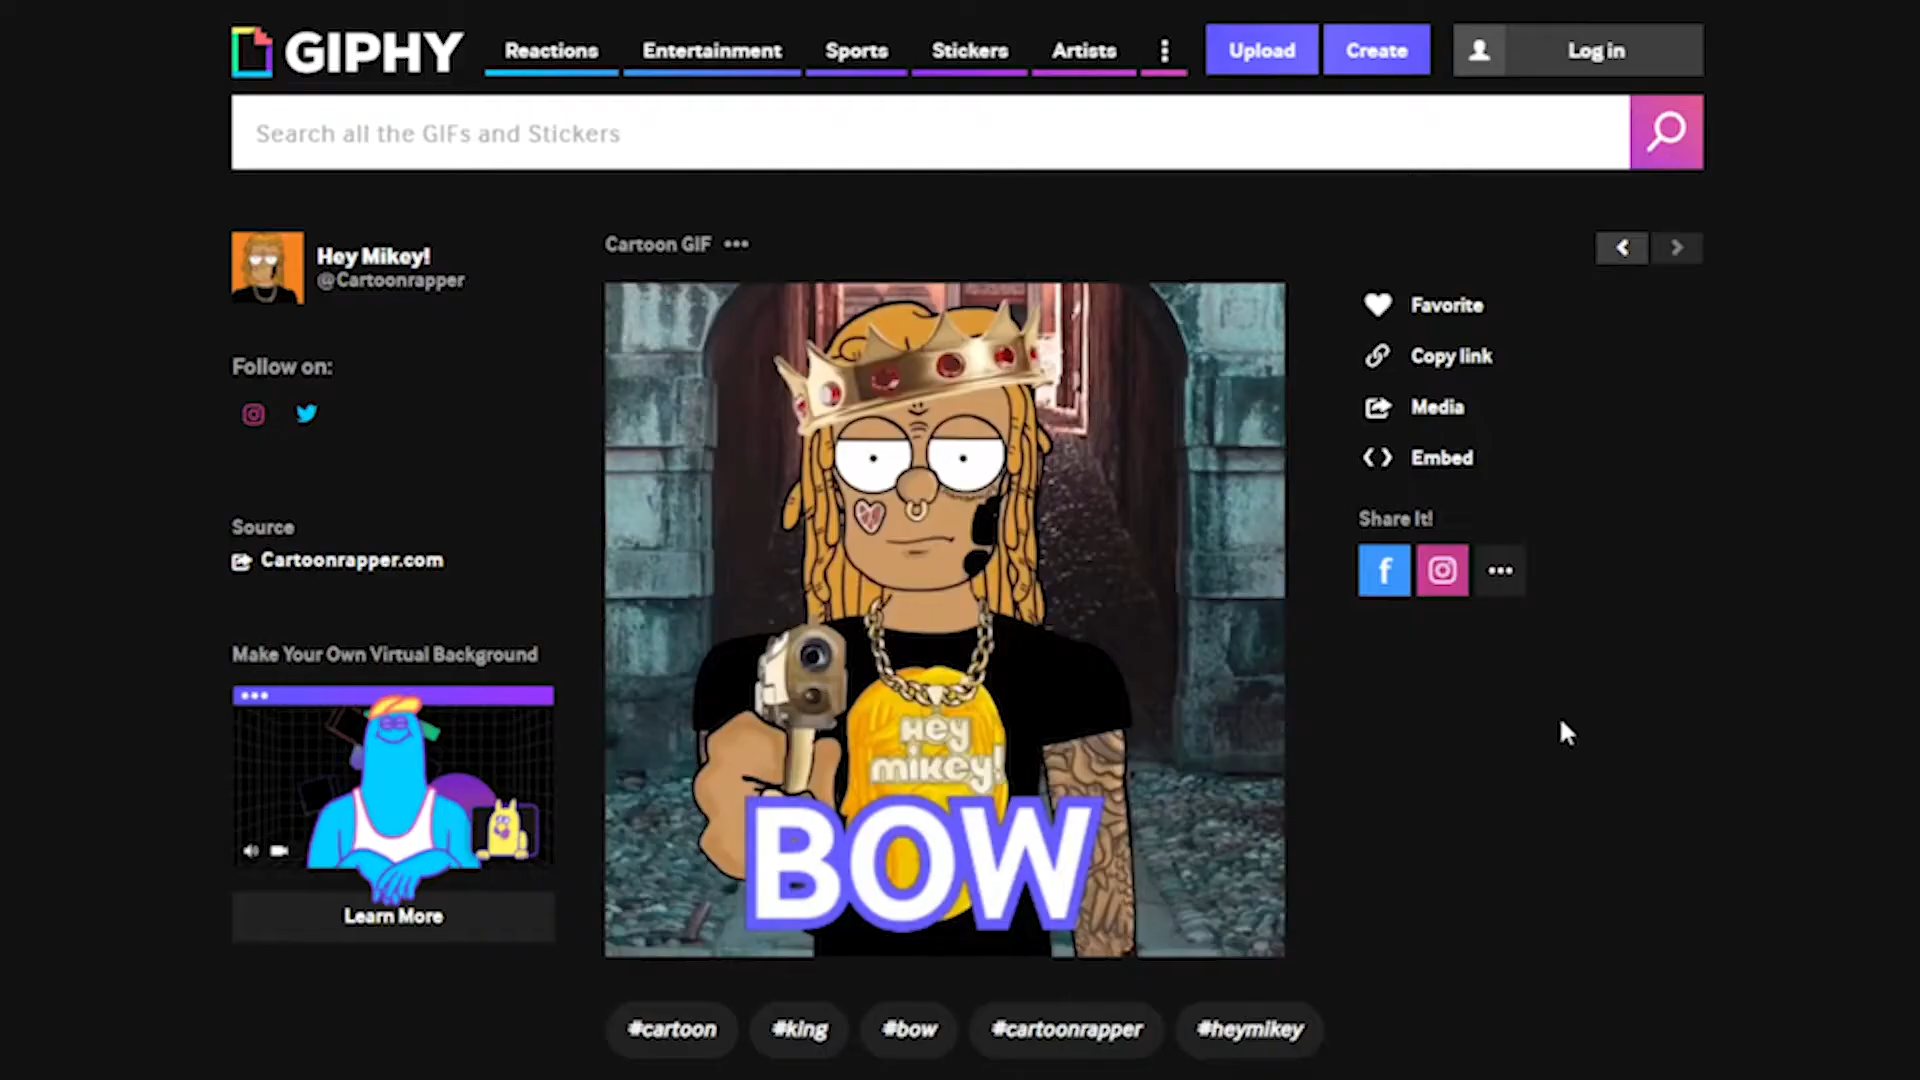 GIPHY
Reactions
Entertainment
Sports
Stickers
Artists
Upload
Create
Log in
Search all the GIFs and Stickers
Hey Mikey!
@Cartoonrapper
Cartoon GIF
Favorite
Follow on:
Copy link
Media
Embed
Source
Cartoonrapper.com
Share It!
f
Make Your Own Virtual Background
Hey
mikey!
BOW
Learn More
#cartoon
#king
#bow
#cartoonrapper
#heymikey